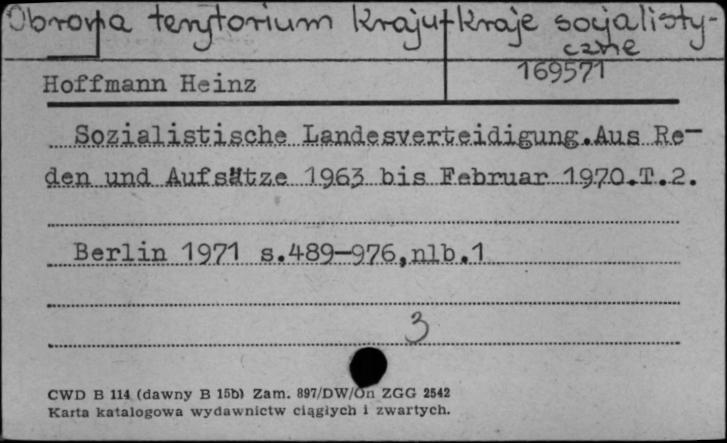 Obrona terytorium kraju + kraje socjalisty-
czne
169571
Hoffmann Heinz
Sozialistische Landesverteidigung.Aus Re-
den und Aufsätze 1963 bis Februar 1970.T.2.
Berlin 1971 s.489-976,nlb.1
3
CWD B 114 (dawny B 15b) Zam. 897/DW/On ZGG 2542
Karta katalogowa wydawnictw ciągłych i zwartych.